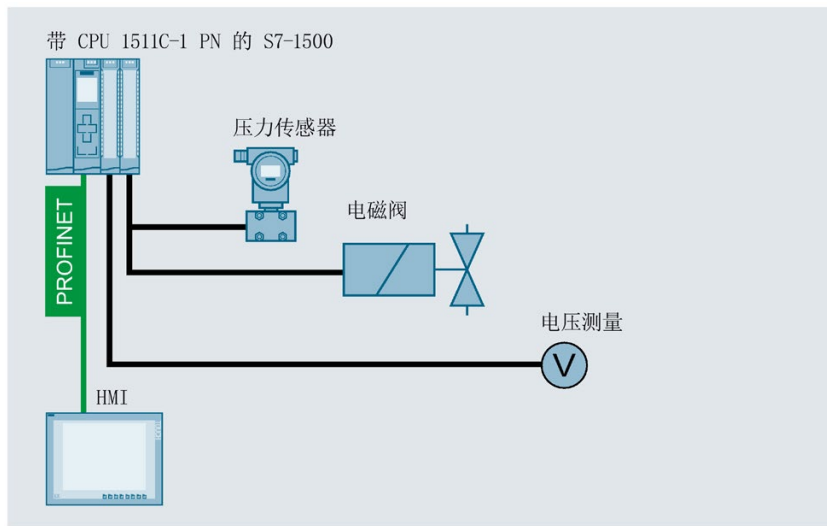 带 CPU 1511C-1 PN 的 S7-1500
压力传感器
电磁阀
PROFINET
电压测量
V
HMI